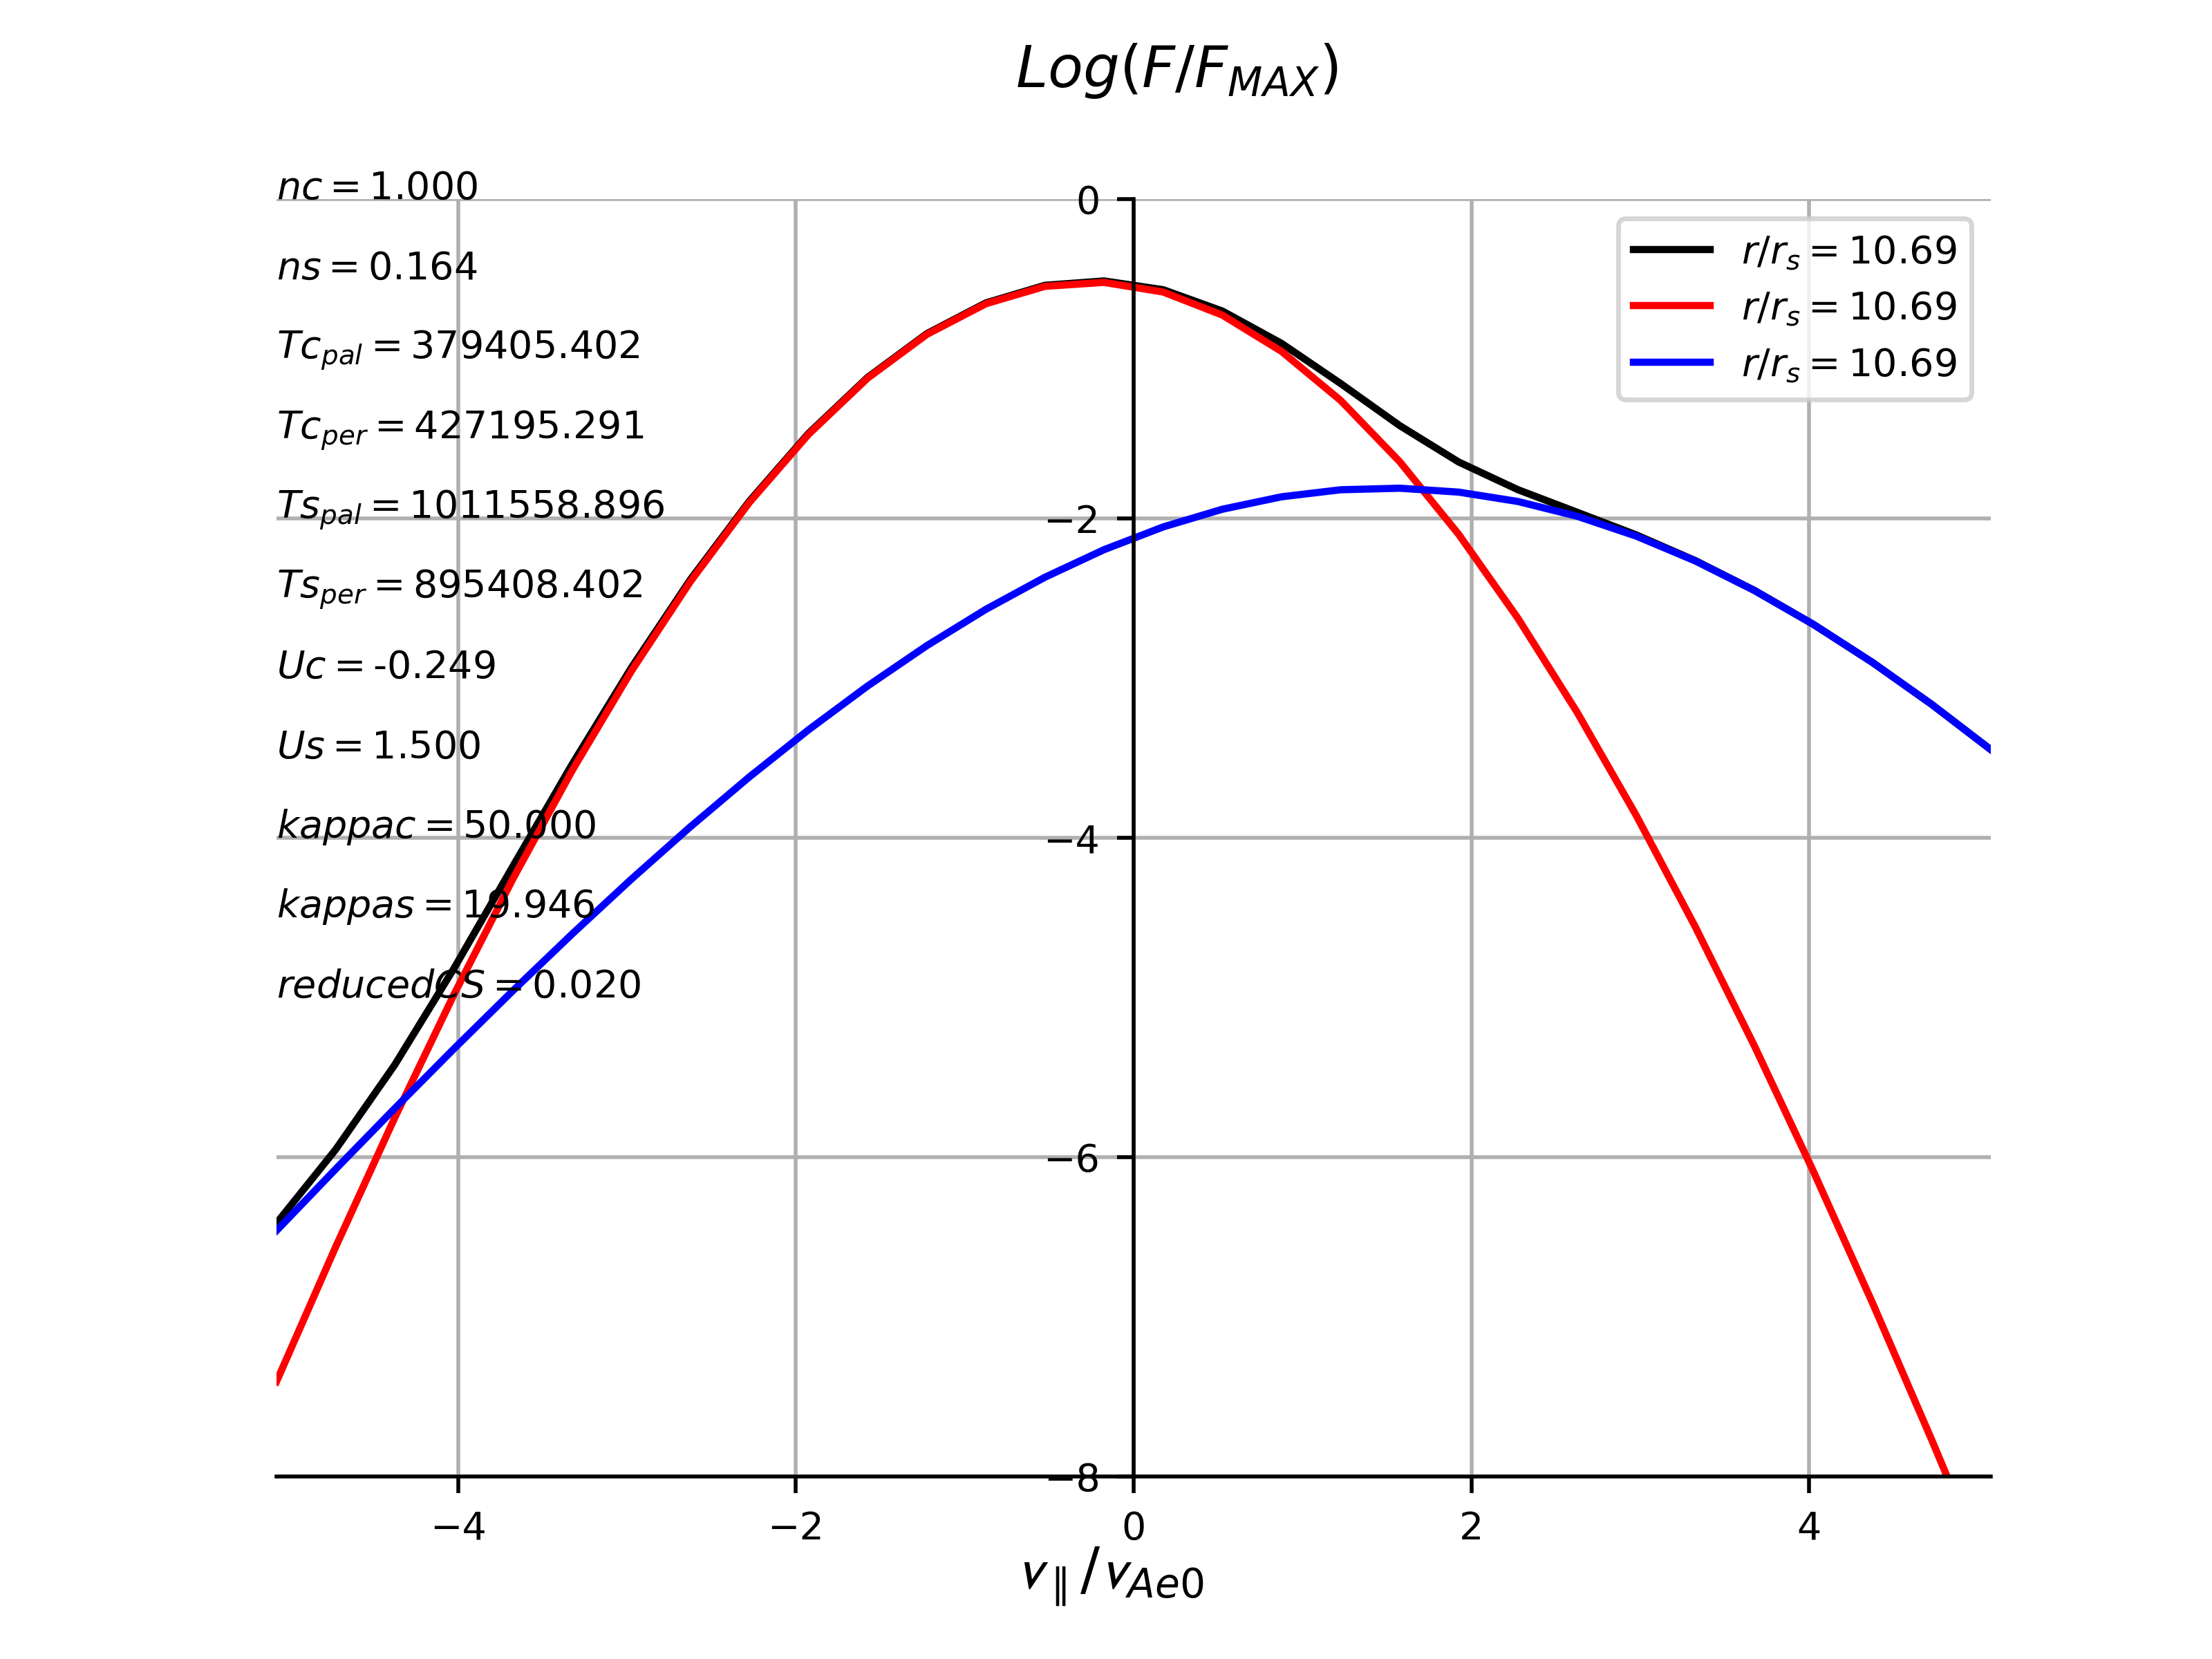 Log(F/F_MAX)
nc = 1.000
ns = 0.164
Tc_pal = 379405.402
Tc_per = 427195.291
Ts_pal = 1011558.896
Ts_per = 895408.402
Uc = -0.249
Us = 1.500
kappac = 50.000
kappas = 19.946
reducedCS = 0.020
r/r_s = 10.69
r/r_s = 10.69
r/r_s = 10.69
0
−2
−4
−6
−8
−4 −2 0 2 4
v_∥/v_Ae0